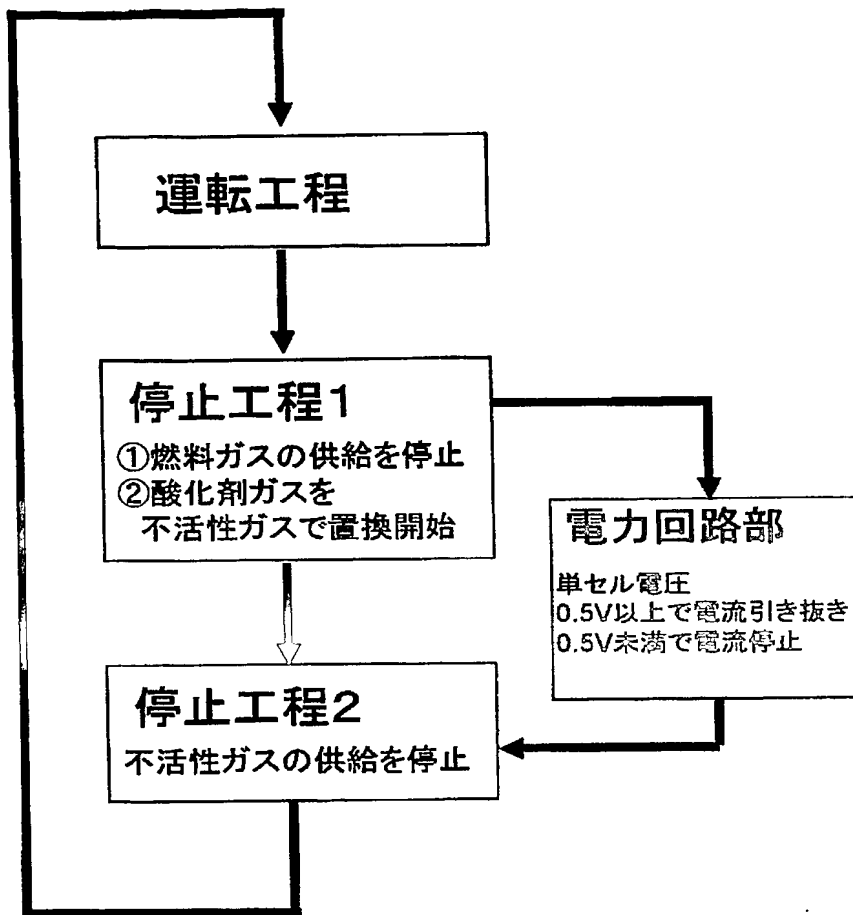 運転工程
停止工程1
①燃料ガスの供給を停止
②酸化剤ガスを
不活性ガスで置換開始
電力回路部
単セル電圧
0.5V以上で電流引き抜き
0.5V未満で電流停止
停止工程2
不活性ガスの供給を停止